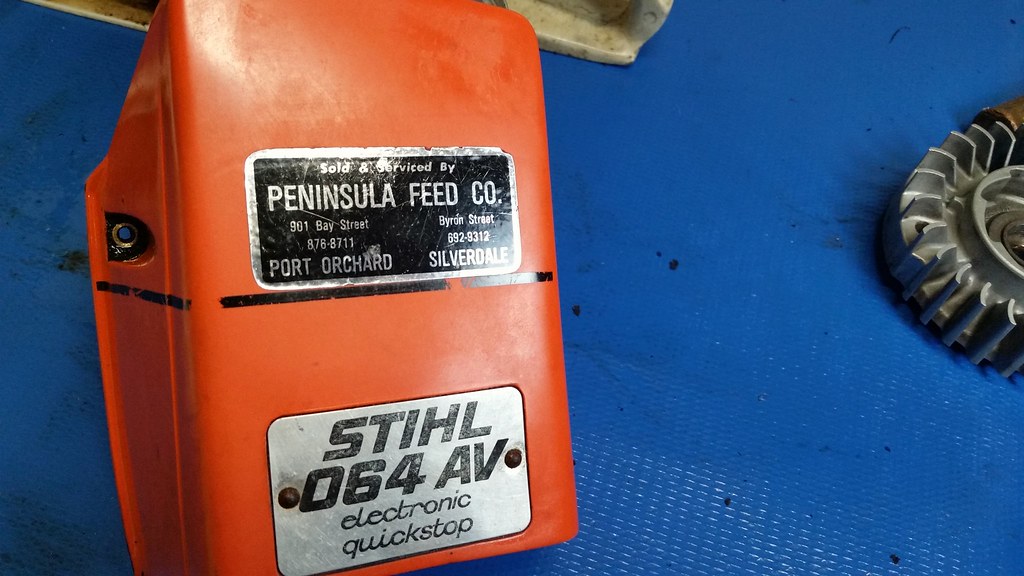 Sold & Serviced By
PENINSULA FEED CO.
901 Bay Street Byron Street
876-8711 692-9312
PORT ORCHARD SILVERDALE
STIHL
064 AV
electronic
quickstop